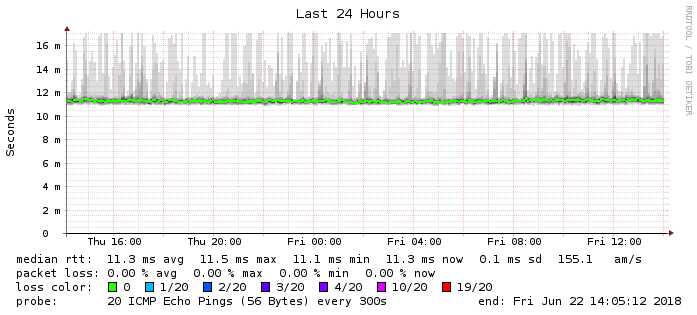 Last 24 Hours
RRDTOOL / TOBI OETIKER
Seconds
16 m
14 m
12 m
10 m
8 m
6 m
4 m
2 m
0
Thu 16:00 Thu 20:00 Fri 00:00 Fri 04:00 Fri 08:00 Fri 12:00
median rtt: 11.3 ms avg 11.5 ms max 11.1 ms min 11.3 ms now 0.1 ms sd 155.1 am/s
packet loss: 0.00 % avg 0.00 % max 0.00 % min 0.00 % now
loss color: 0 1/20 2/20 3/20 4/20 10/20 19/20
probe: 20 ICMP Echo Pings (56 Bytes) every 300s end: Fri Jun 22 14:05:12 2018